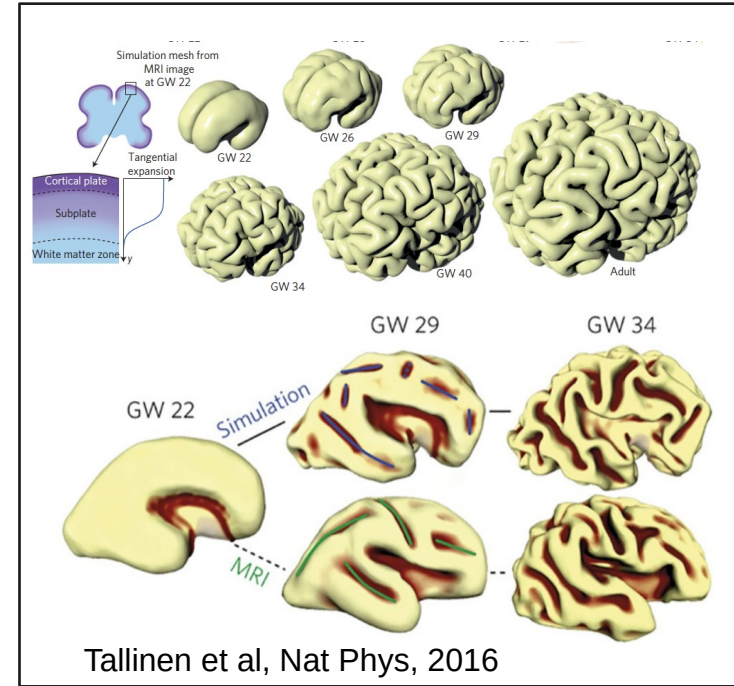 Simulation mesh from
MRI image
at GW 22
GW 22
GW 26
GW 29
Tangential
expansion
Cortical plate
Subplate
White matter zone
y
GW 34
GW 40
Adult
GW 29
GW 34
GW 22
Simulation
MRI
Tallinen et al, Nat Phys, 2016